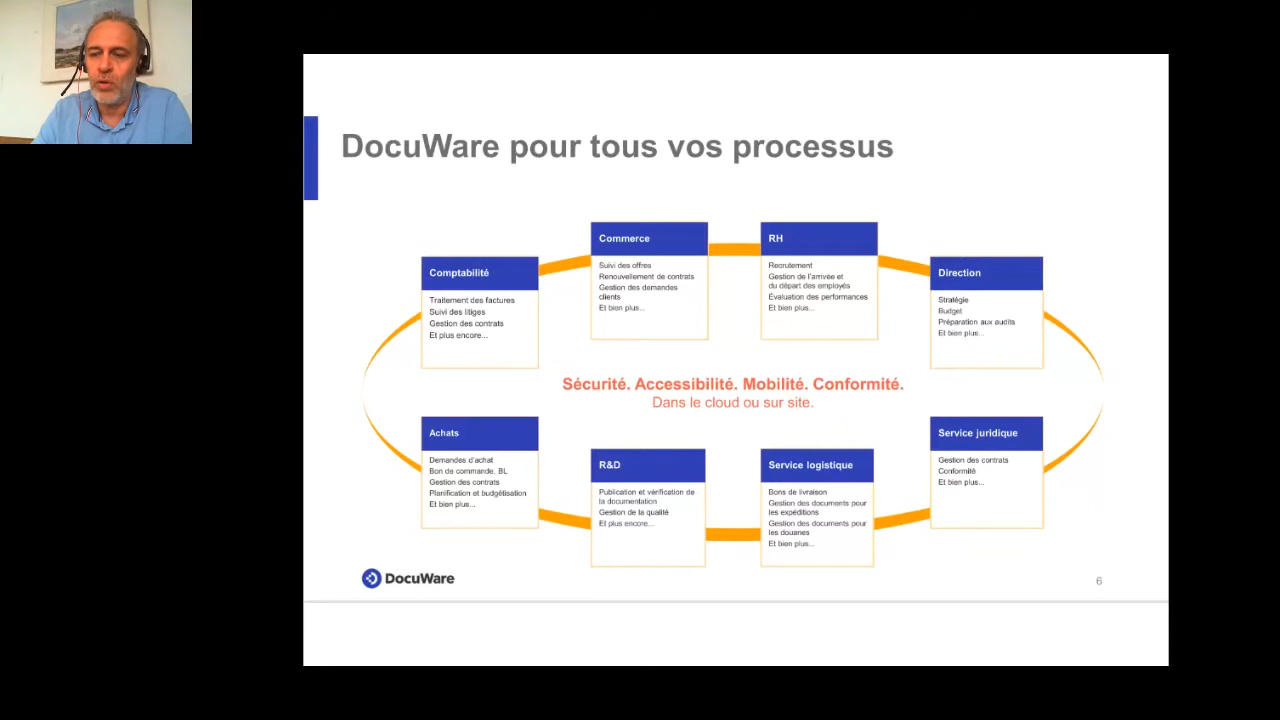 DocuWare pour tous vos processus
Comptabilité
Traitement des factures
Suivi des litiges
Gestion des contrats
Et plus encore...
Commerce
Suivi des offres
Renouvellement de contrats
Gestion des demandes
clients
Et bien plus...
RH
Recrutement
Gestion de l'arrivée et
du départ des employés
Évaluation des performances
Et bien plus...
Direction
Stratégie
Budget
Préparation aux audits
Et bien plus...
Sécurité. Accessibilité. Mobilité. Conformité.
Dans le cloud ou sur site.
Achats
Demandes d'achat
Bon de commande, BL
Gestion des contrats
Planification et budgétisation
Et bien plus...
R&D
Publication et vérification de
la documentation
Gestion de la qualité
Et plus encore...
Service logistique
Bons de livraison
Gestion des documents pour
les expéditions
Gestion des documents pour
les douanes
Et bien plus...
Service juridique
Gestion des contrats
Conformité
Et bien plus...
DocuWare
6